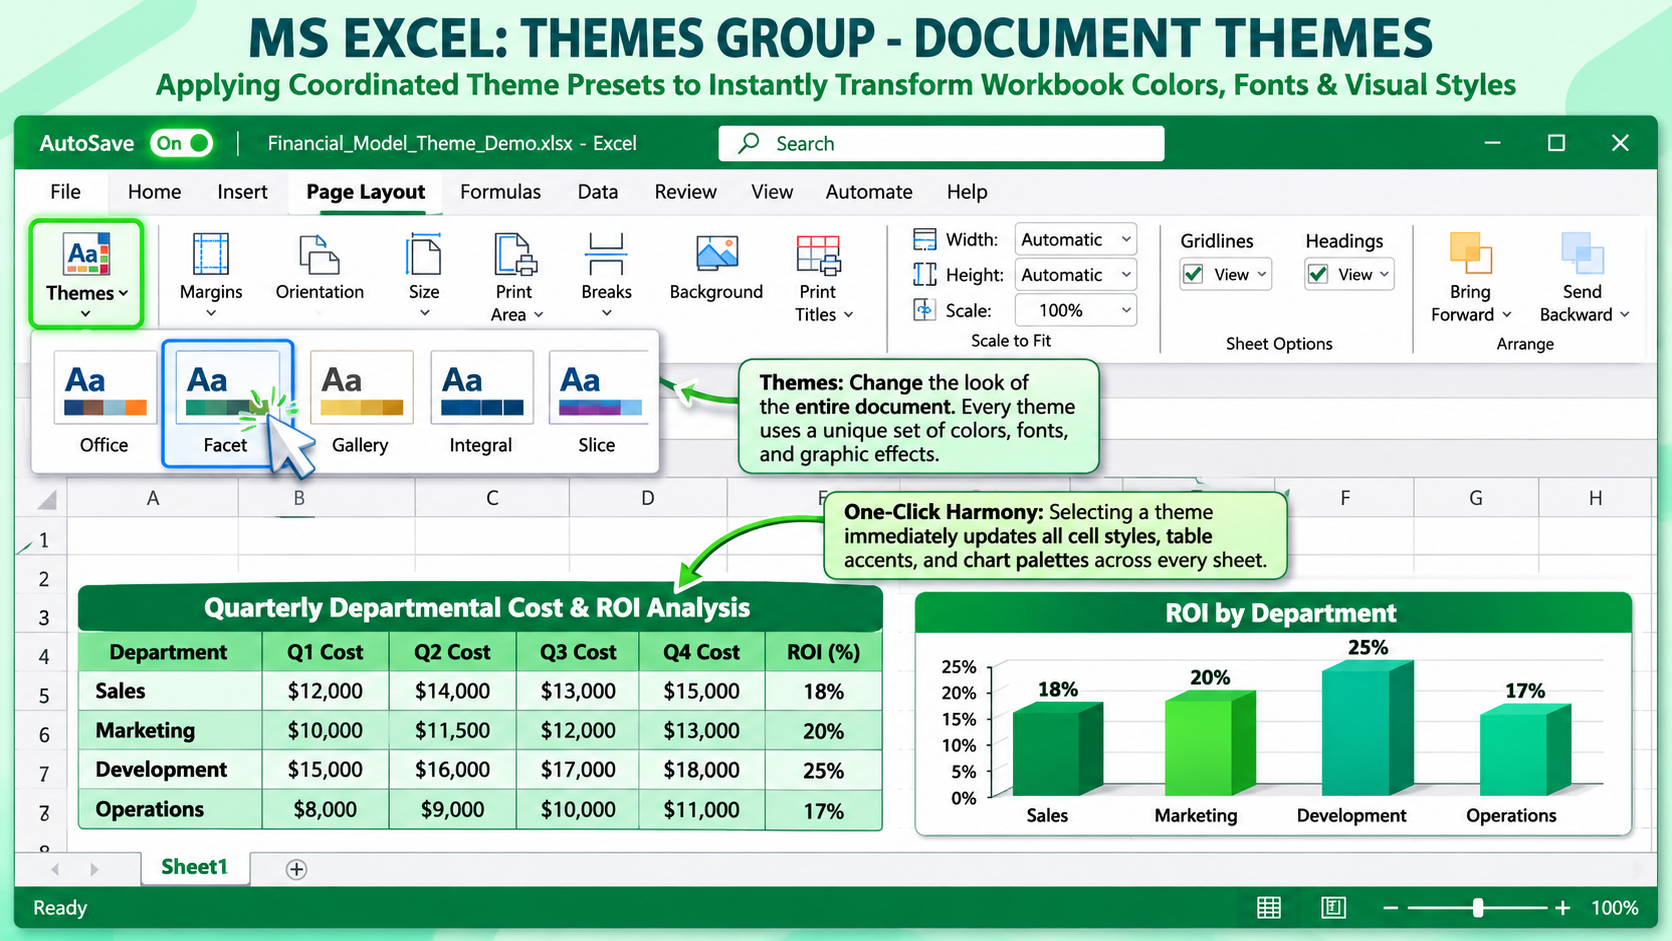 MS EXCEL: THEMES GROUP - DOCUMENT THEMES
Applying Coordinated Theme Presets to Instantly Transform Workbook Colors, Fonts & Visual Styles
AutoSave On Financial_Model_Theme_Demo.xlsx - Excel Search
File Home Insert Page Layout Formulas Data Review View Automate Help
Aa
Themes
Margins
Orientation
Size
Print
Area
Breaks
Background
Print
Titles
Width: Automatic
Height: Automatic
Scale: 100%
Scale to Fit
Gridlines Headings
View View
Sheet Options
Bring
Forward
Send
Backward
Arrange
Aa Aa Aa Aa Aa
Office Facet Gallery Integral Slice
Themes: Change the look of
the entire document. Every theme
uses a unique set of colors, fonts,
and graphic effects.
A B C D F G H
One-Click Harmony: Selecting a theme
immediately updates all cell styles, table
accents, and chart palettes across every sheet.
1
2
3
4
5
6
7
Quarterly Departmental Cost & ROI Analysis
Department Q1 Cost Q2 Cost Q3 Cost Q4 Cost ROI (%)
Sales $12,000 $14,000 $13,000 $15,000 18%
Marketing $10,000 $11,500 $12,000 $13,000 20%
Development $15,000 $16,000 $17,000 $18,000 25%
Operations $8,000 $9,000 $10,000 $11,000 17%
ROI by Department
25%
20%
15%
10%
5%
0%
18% 20% 25% 17%
Sales Marketing Development Operations
Sheet1
Ready 100%